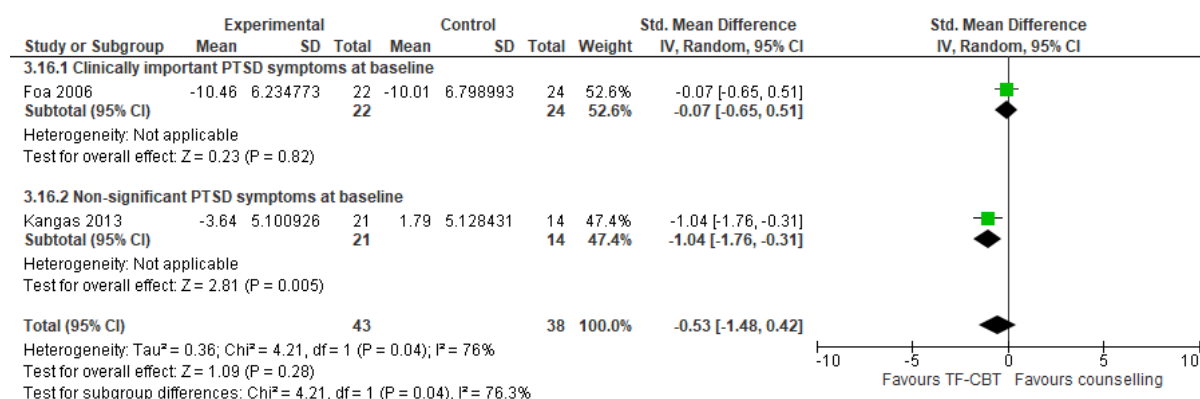 Experimental Control Std. Mean Difference Std. Mean Difference
Study or Subgroup Mean SD Total Mean SD Total Weight IV, Random, 95% CI IV, Random, 95% CI
3.16.1 Clinically important PTSD symptoms at baseline
Foa 2006 -10.46 6.234773 22 -10.01 6.798993 24 52.6% -0.07 [-0.65, 0.51]
Subtotal (95% CI) 22 24 52.6% -0.07 [-0.65, 0.51]
Heterogeneity: Not applicable
Test for overall effect: Z = 0.23 (P = 0.82)
3.16.2 Non-significant PTSD symptoms at baseline
Kangas 2013 -3.64 5.100926 21 1.79 5.128431 14 47.4% -1.04 [-1.76, -0.31]
Subtotal (95% CI) 21 14 47.4% -1.04 [-1.76, -0.31]
Heterogeneity: Not applicable
Test for overall effect: Z = 2.81 (P = 0.005)
Total (95% CI) 43 38 100.0% -0.53 [-1.48, 0.42]
Heterogeneity: Tau² = 0.36; Chi² = 4.21, df = 1 (P = 0.04); I² = 76%
Test for overall effect: Z = 1.09 (P = 0.28)
Test for subgroup differences: Chi² = 4.21, df = 1 (P = 0.04), I² = 76.3%
-10 -5 0 5 10
Favours TF-CBT Favours counselling